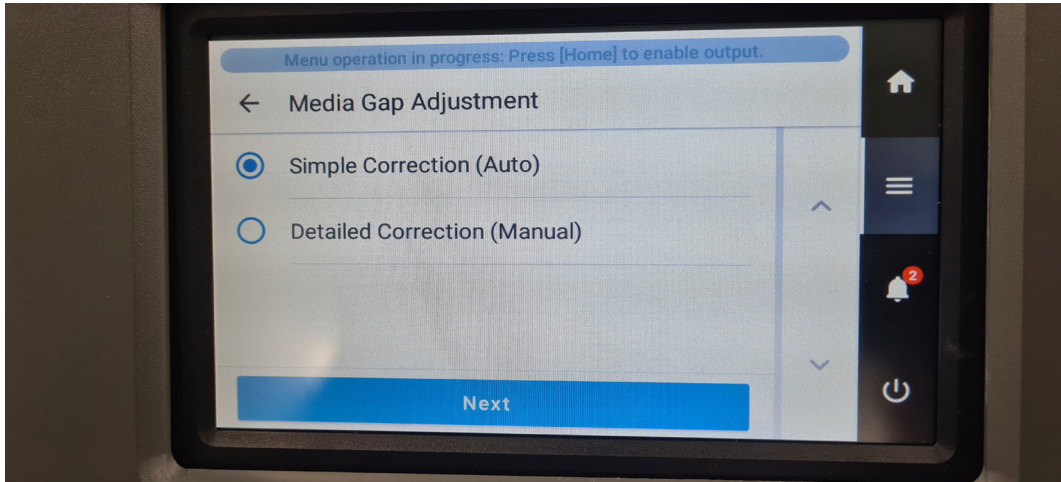 Menu operation in progress: Press [Home] to enable output.
Media Gap Adjustment
Simple Correction (Auto)
Detailed Correction (Manual)
2
Next